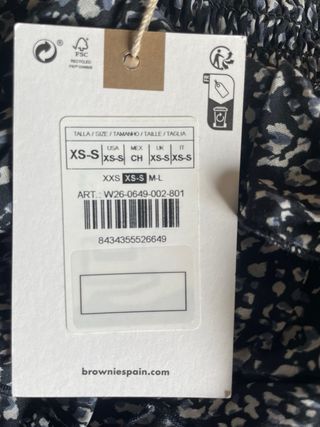 FSC
RECYCLED
FR
TALLA / SIZE / TAMANHO / TAILLE / TAGLIA
XS-S USA XS-S MEX CH UK XS-S IT XS-S
XXS XS-S M-L
ART.: W26-0649-002-801
8434355526649
browniespain.com